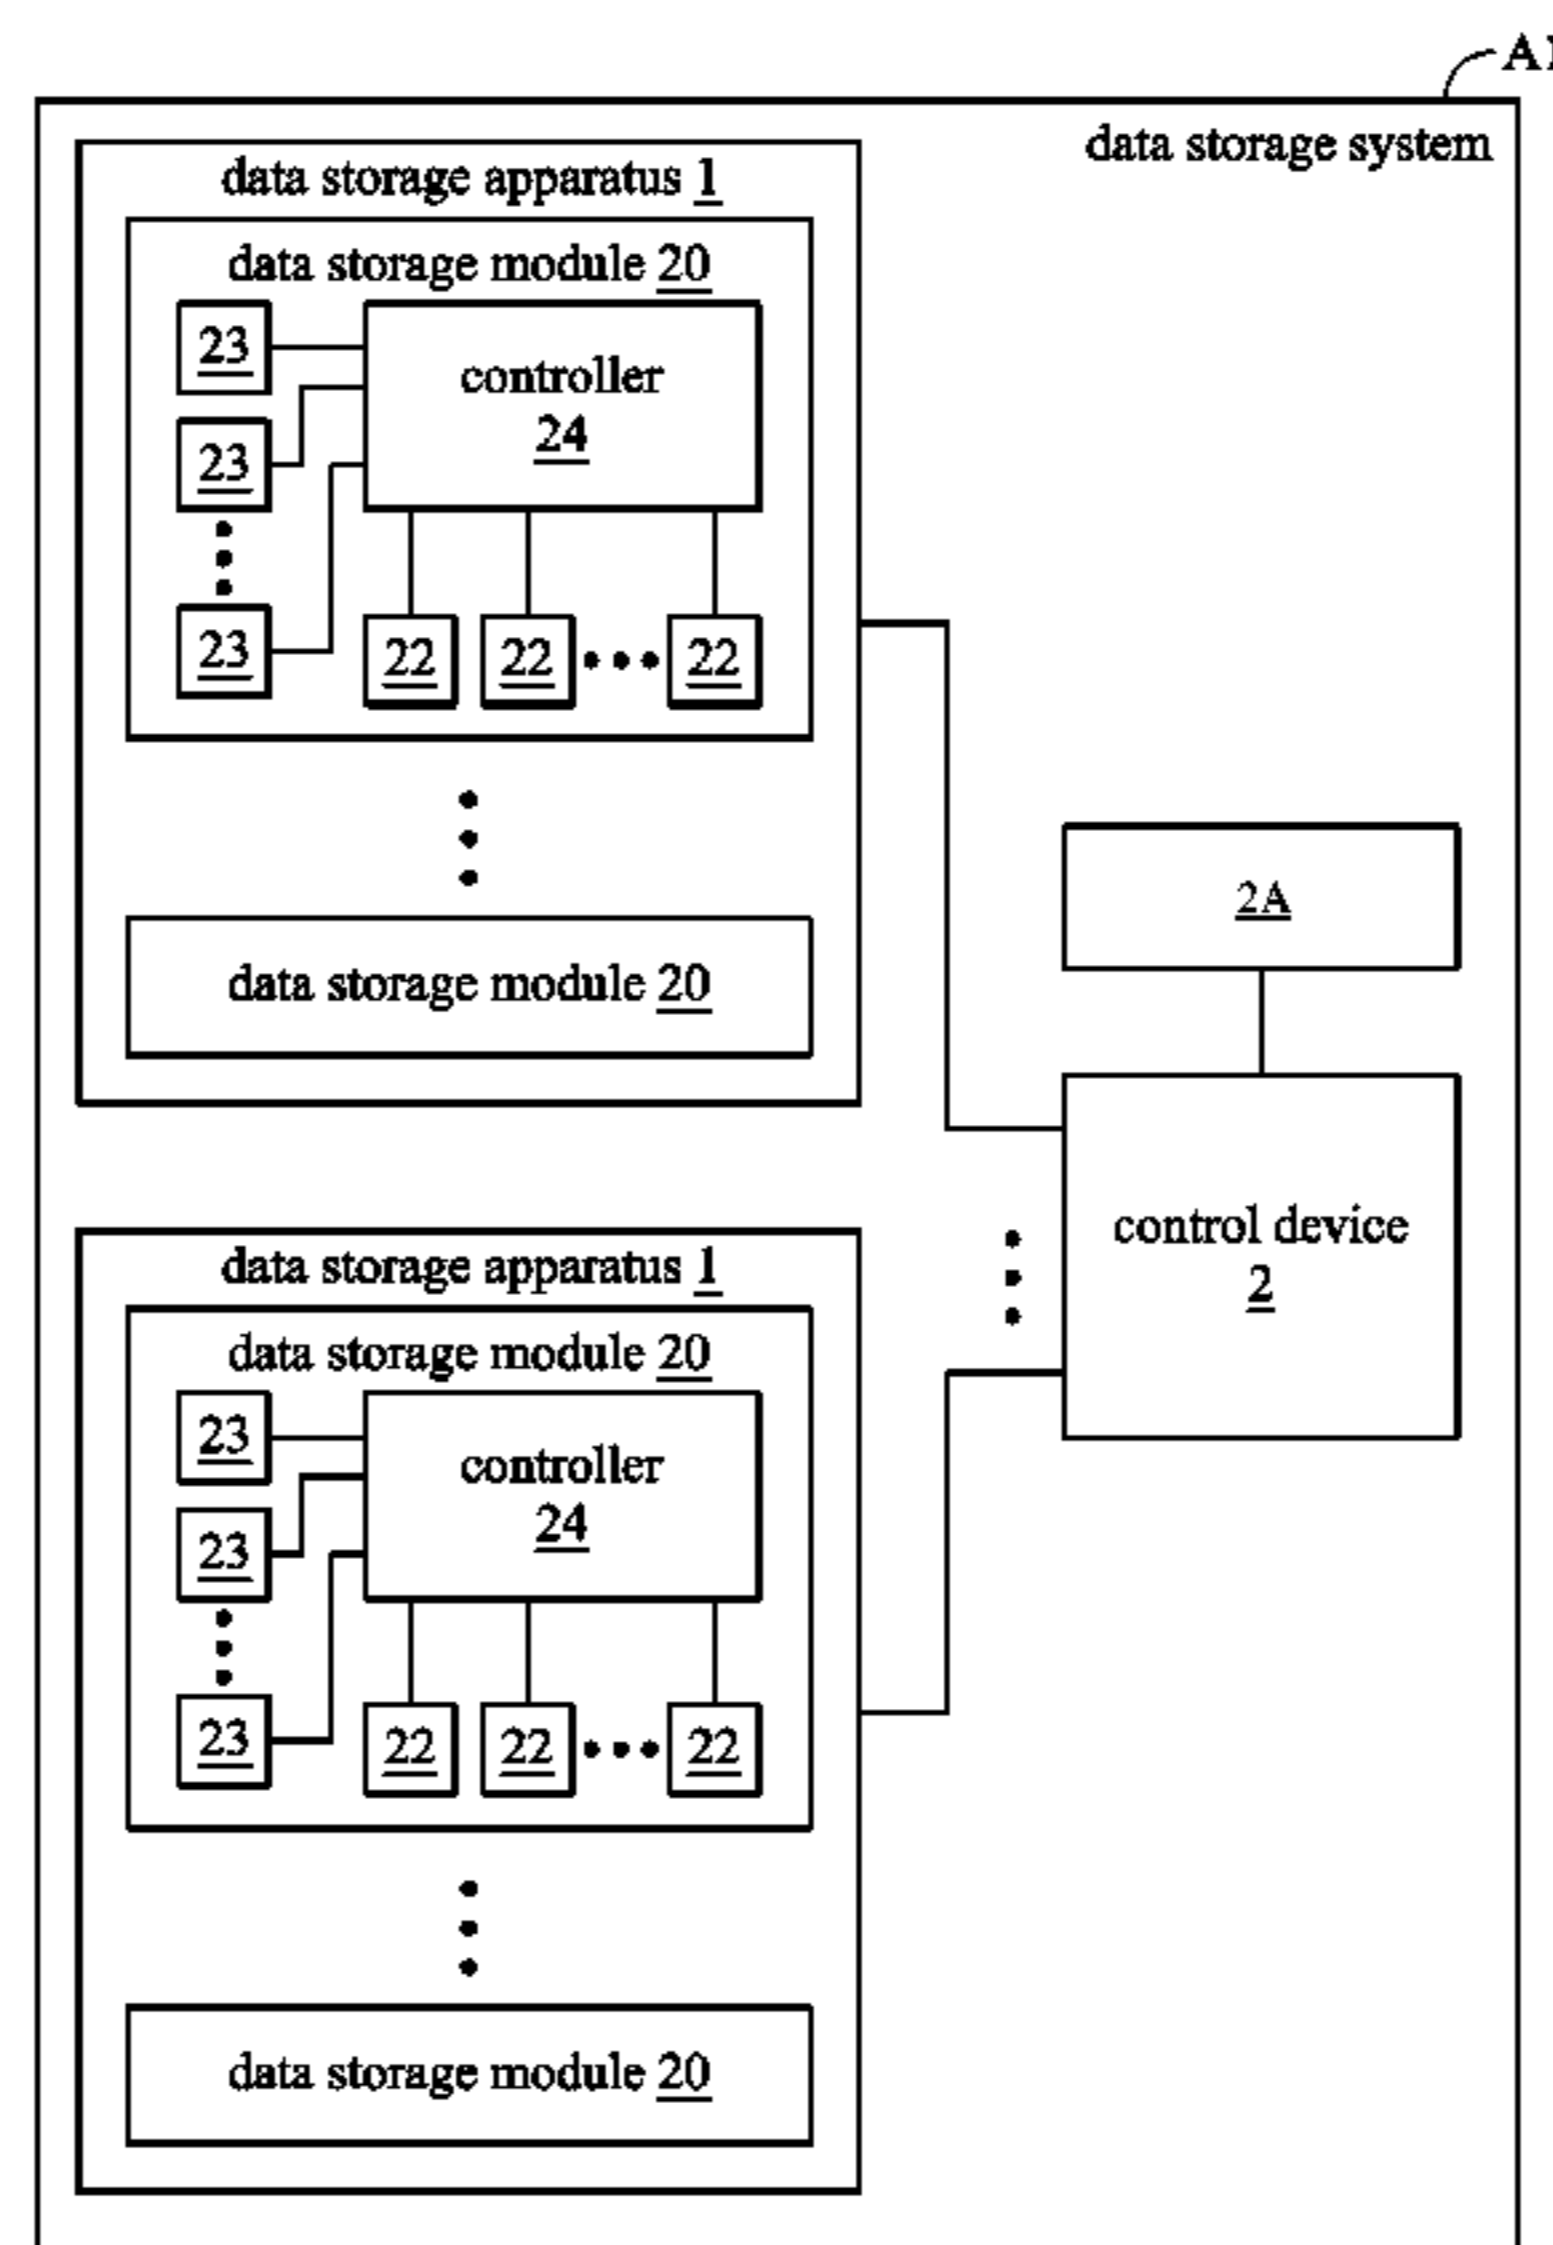 A1
data storage system
data storage apparatus 1
data storage module 20
23
controller
24
23
23
22 22 22
data storage module 20
2A
control device
2
data storage apparatus 1
data storage module 20
23
controller
24
23
23
22 22 22
data storage module 20